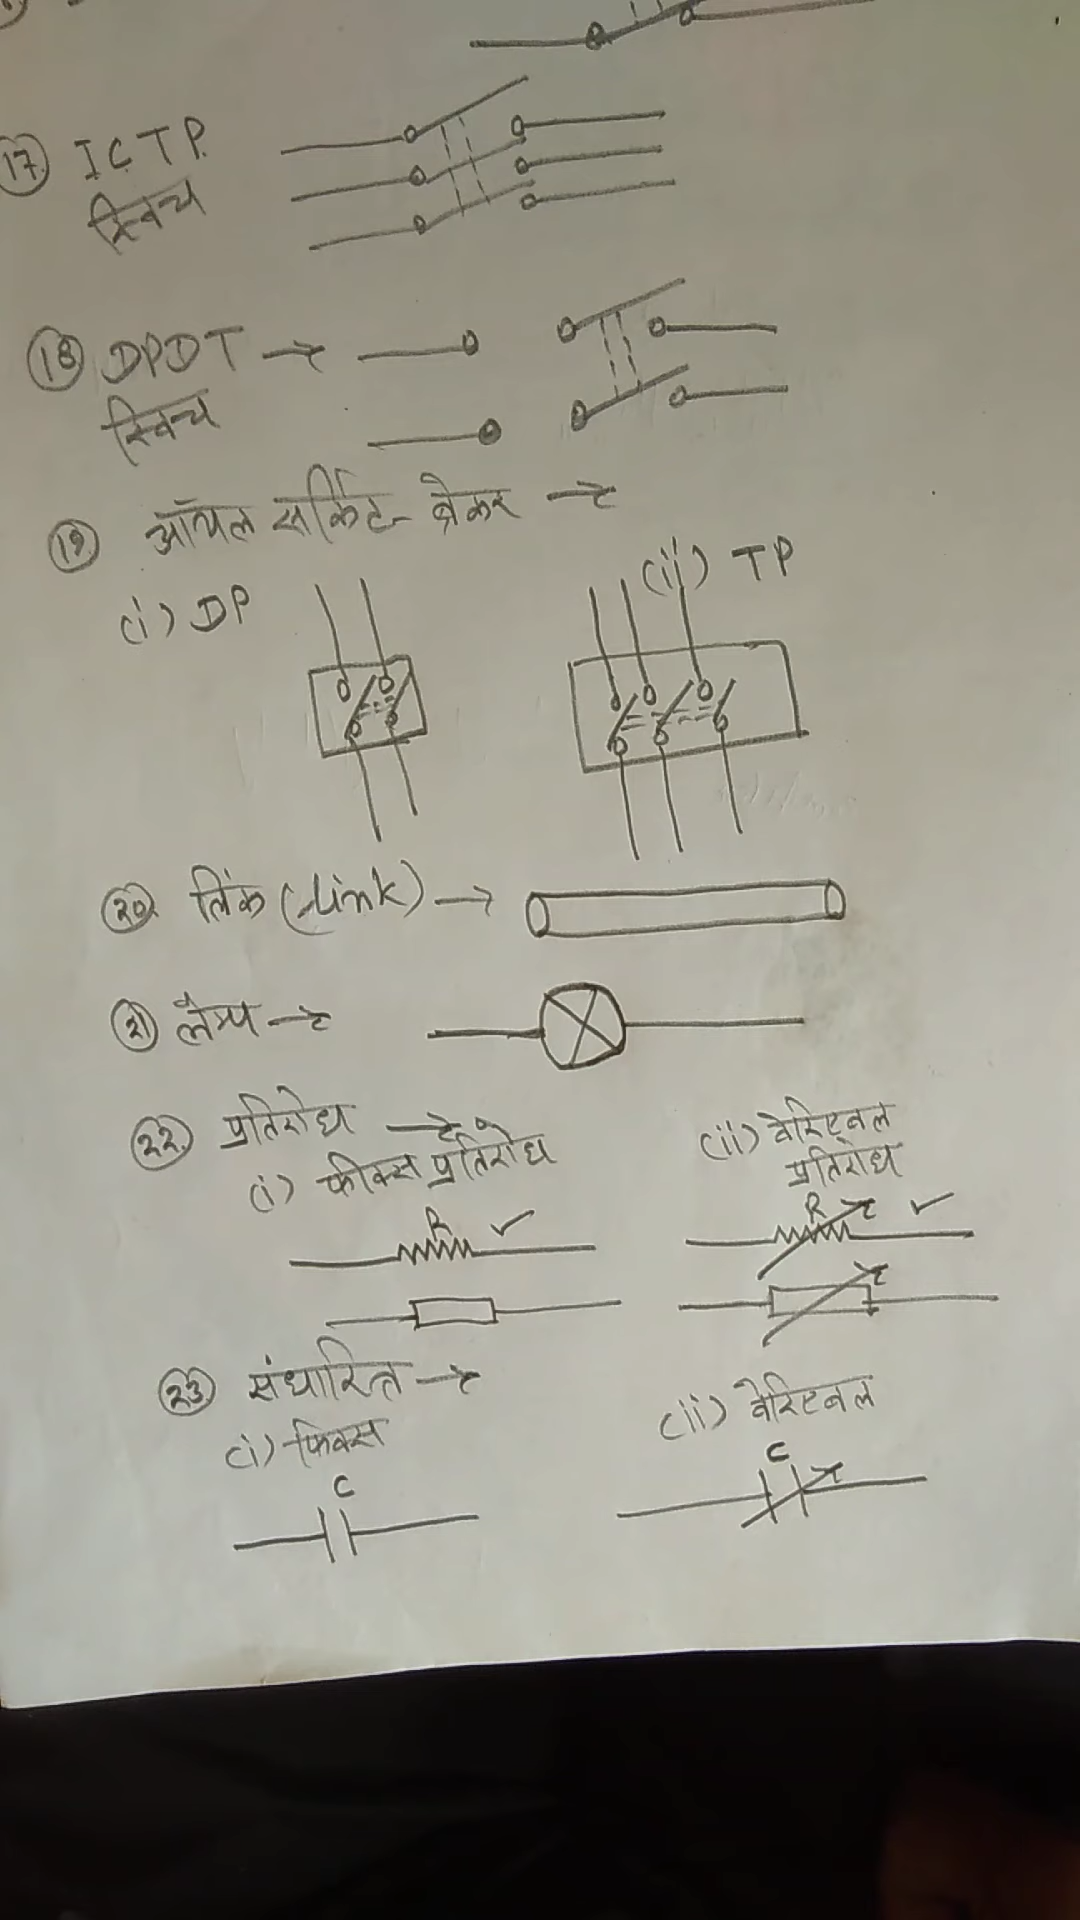 17. I.C.T.P.
स्विच
18 DPDT →
स्विच
19 ऑयल सर्किट ब्रेकर →
(i) DP
(ii) TP
20 लिंक (Link) →
21 लैम्प →
22. प्रतिरोध →
(i) फीक्स प्रतिरोध
(ii) वेरिएबल
प्रतिरोध
R ✓
R ✓
23 संधारित्र →
(i) फिक्स
(ii) वेरिएबल
C
C